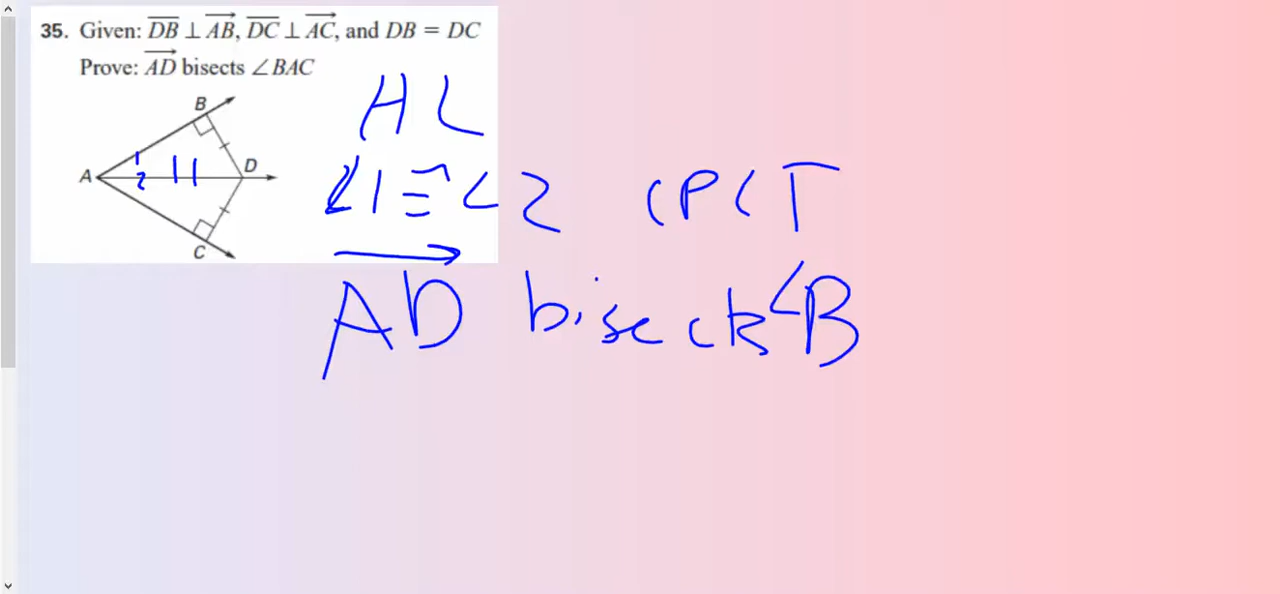 35. Given: DB ⊥ AB, DC ⊥ AC, and DB = DC
Prove: AD bisects ∠BAC
B
A
D
C
1
2
HL
∠1 ≅ ∠2 CPCT
AD bisects ∠B